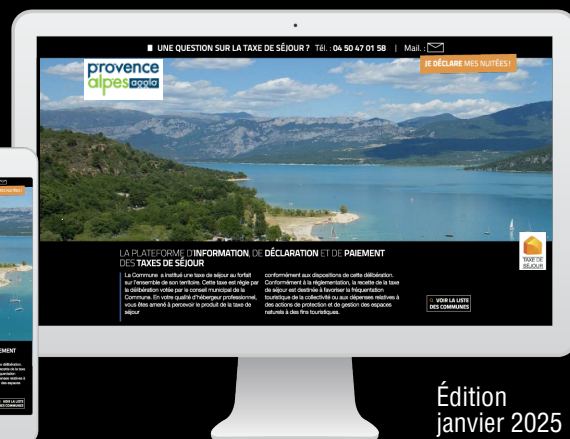 UNE QUESTION SUR LA TAXE DE SÉJOUR ? Tél. : 04 50 47 01 58 | Mail. :
JE DÉCLARE MES NUITÉES !
provence
alpes agglo
LA PLATEFORME D'INFORMATION, DE DÉCLARATION ET DE PAIEMENT
DES TAXES DE SÉJOUR
La Commune a institué une taxe de séjour au forfait
sur l'ensemble de son territoire. Cette taxe est régie par
la délibération votée par le conseil municipal de la
Commune. En votre qualité d'hébergeur professionnel,
vous êtes amené à percevoir le produit de la taxe de
séjour
conformément aux dispositions de cette délibération.
Conformément à la réglementation, la recette de la taxe
de séjour est destinée à favoriser la fréquentation
touristique de la collectivité ou aux dépenses relatives à
des actions de protection et de gestion des espaces
naturels à des fins touristiques.
TAXE DE
SÉJOUR
VOIR LA LISTE
DES COMMUNES
Édition
janvier 2025